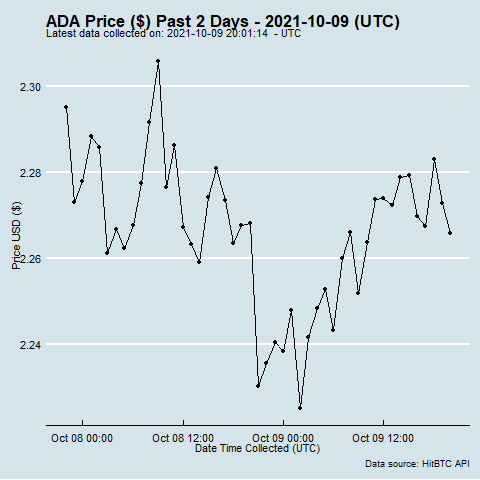 ADA Price ($) Past 2 Days - 2021-10-09 (UTC)
Latest data collected on: 2021-10-09 20:01:14 - UTC
2.30
2.28
2.26
2.24
Price USD ($)
Oct 08 00:00 Oct 08 12:00 Oct 09 00:00 Oct 09 12:00
Date Time Collected (UTC)
Data source: HitBTC API